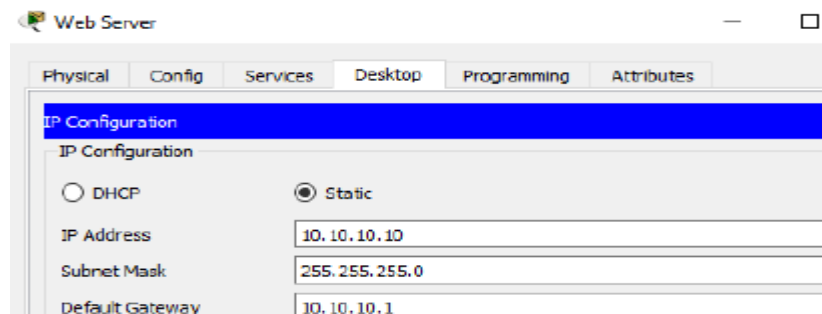 Web Server
Physical Config Services Desktop Programming Attributes
IP Configuration
IP Configuration
DHCP Static
IP Address 10.10.10.10
Subnet Mask 255.255.255.0
Default Gateway 10.10.10.1